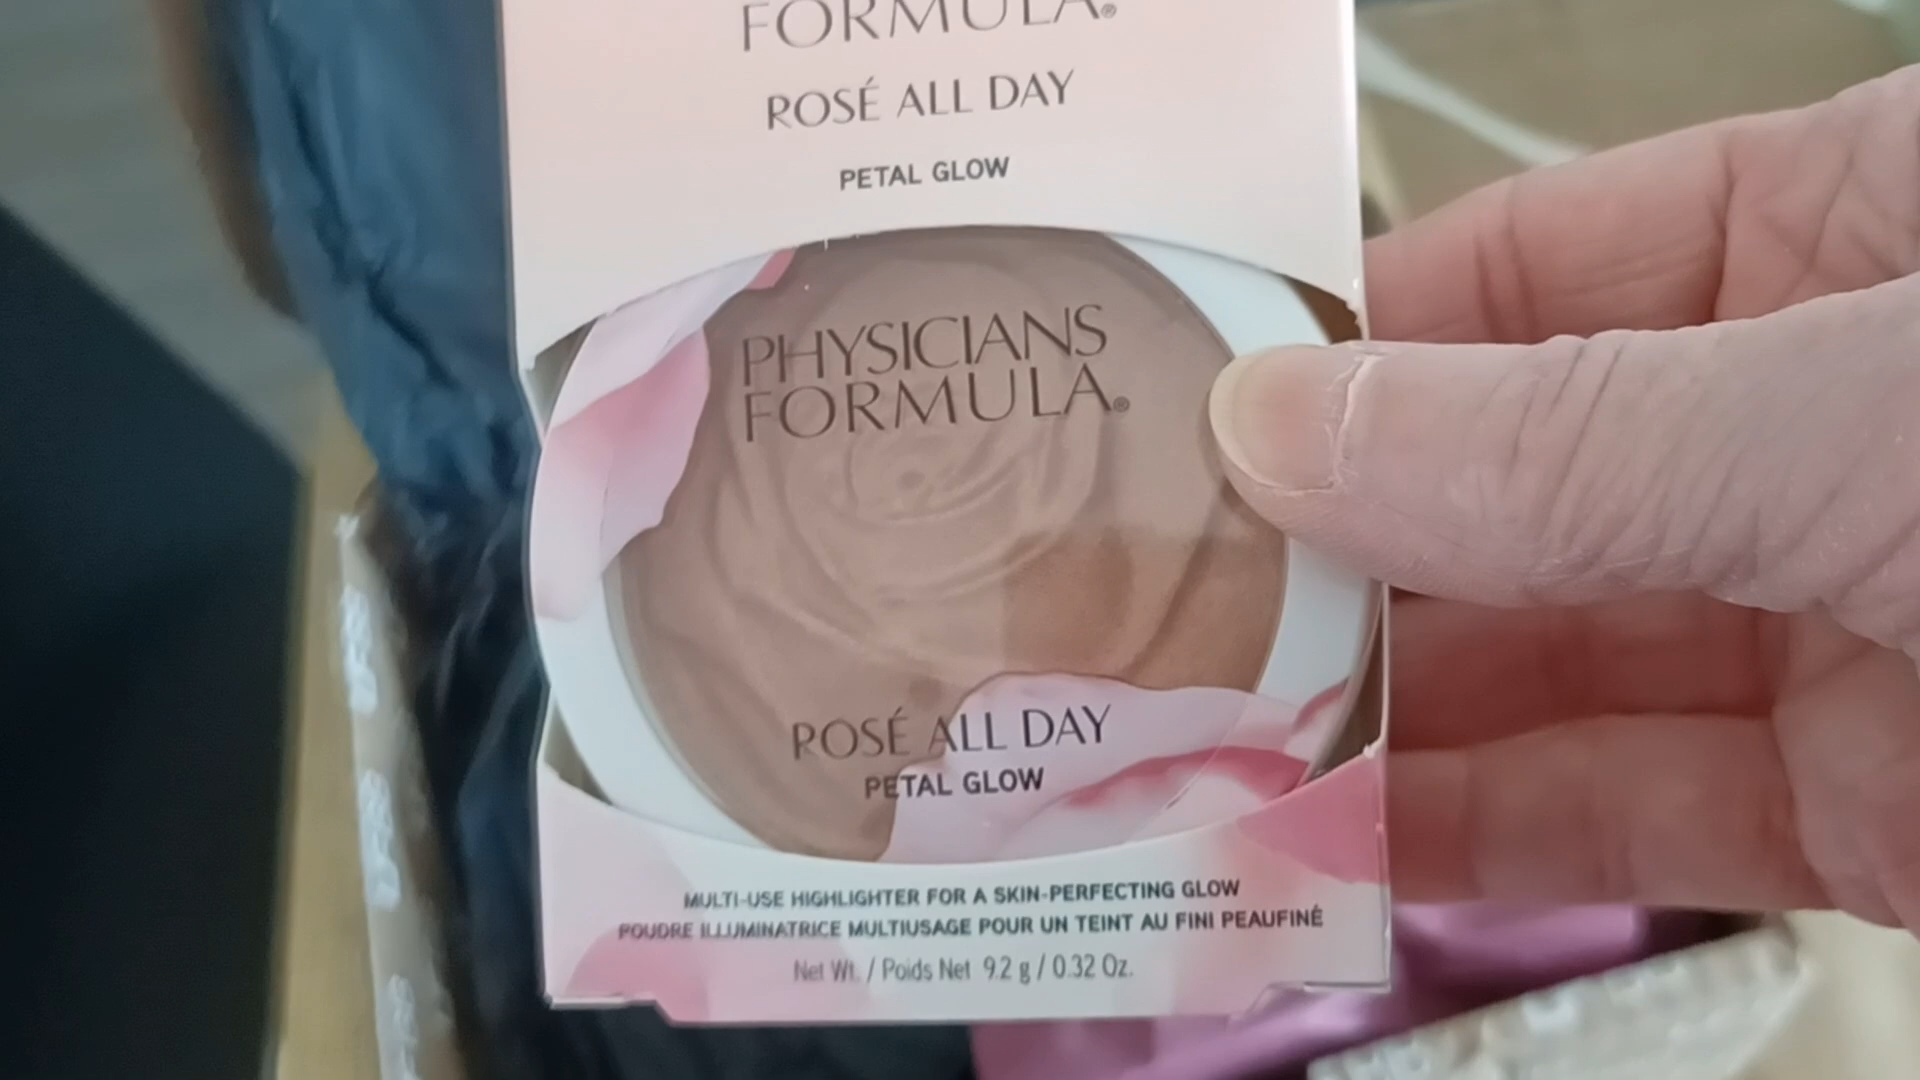 FORMULA®
ROSÉ ALL DAY
PETAL GLOW
PHYSICIANS
FORMULA®
ROSÉ ALL DAY
PETAL GLOW
MULTI-USE HIGHLIGHTER FOR A SKIN-PERFECTING GLOW
POUDRE ILLUMINATRICE MULTIUSAGE POUR UN TEINT AU FINI PEAUFINÉ
Net Wt. / Poids Net 9.2 g / 0.32 Oz.